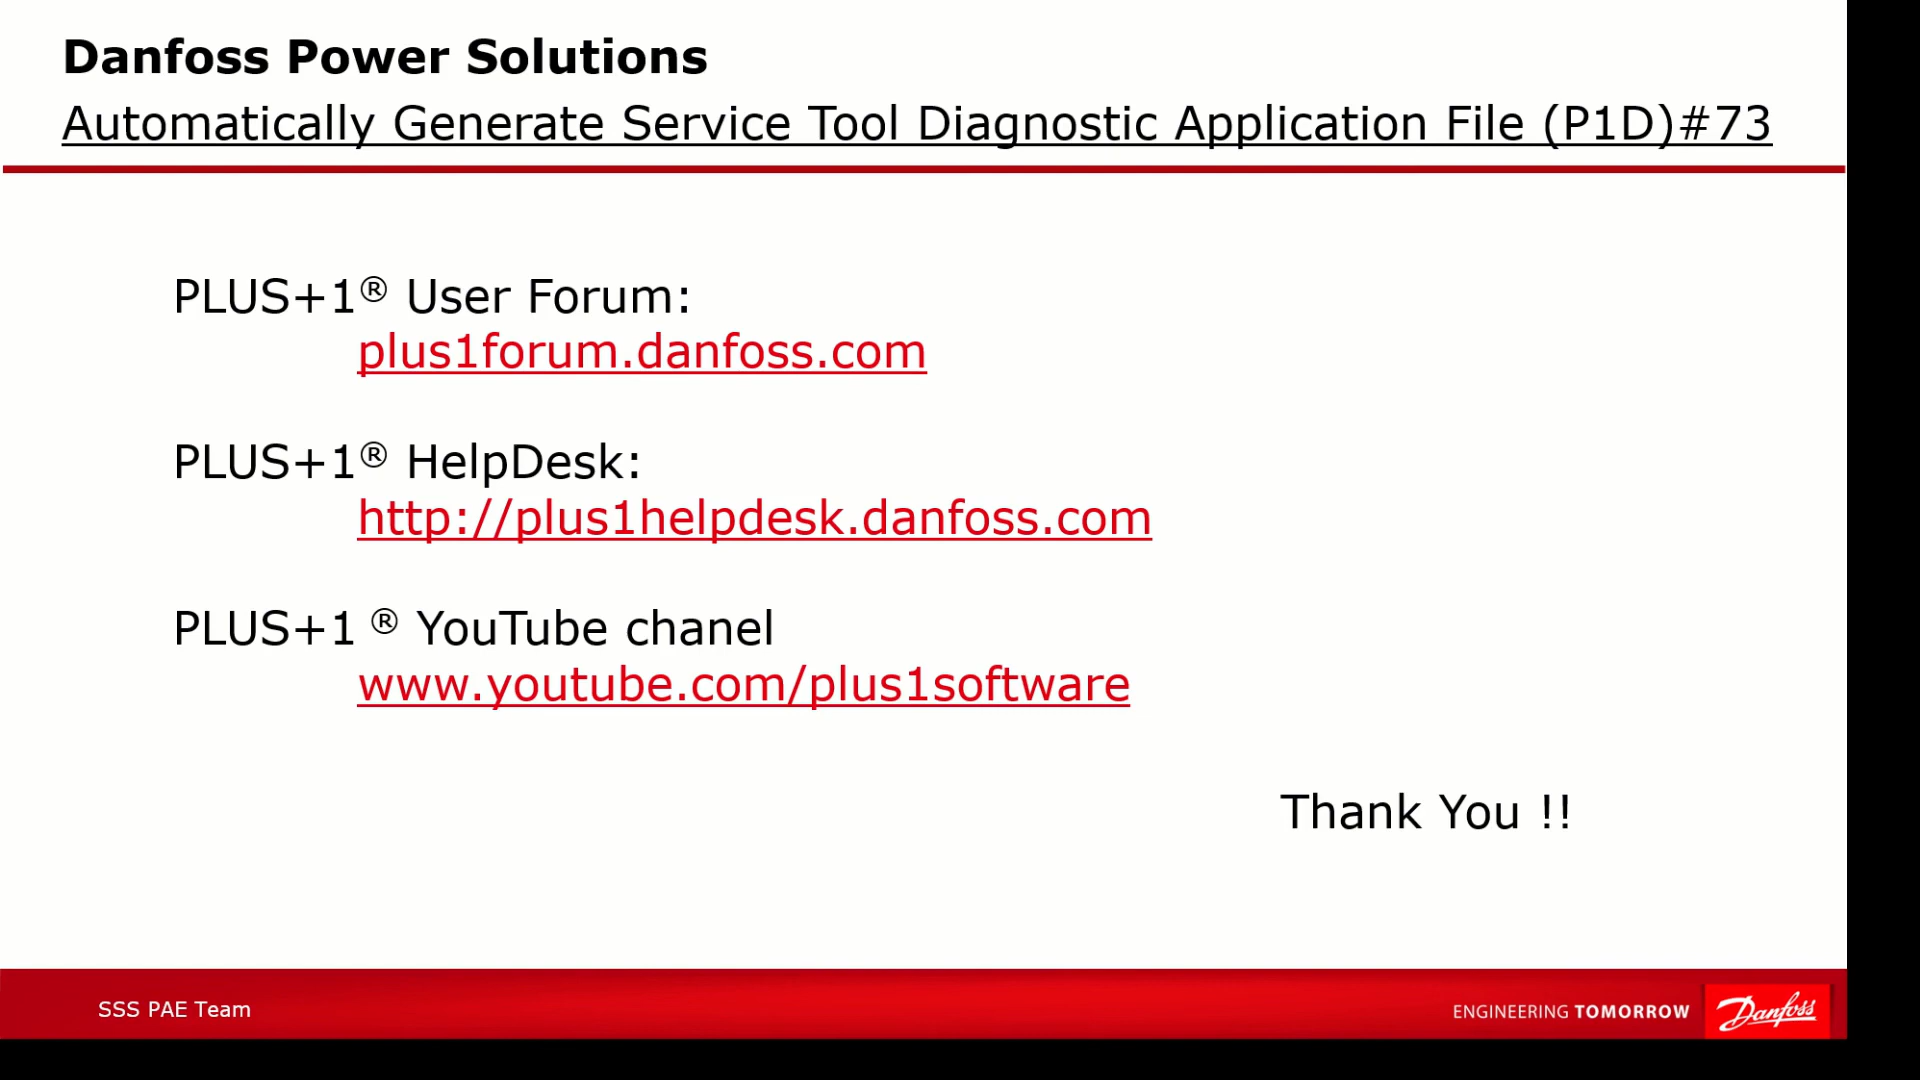 Danfoss Power Solutions
Automatically Generate Service Tool Diagnostic Application File (P1D)#73
PLUS+1® User Forum:
plus1forum.danfoss.com
PLUS+1® HelpDesk:
http://plus1helpdesk.danfoss.com
PLUS+1 ® YouTube chanel
www.youtube.com/plus1software
Thank You !!
SSS PAE Team
ENGINEERING TOMORROW
Danfoss